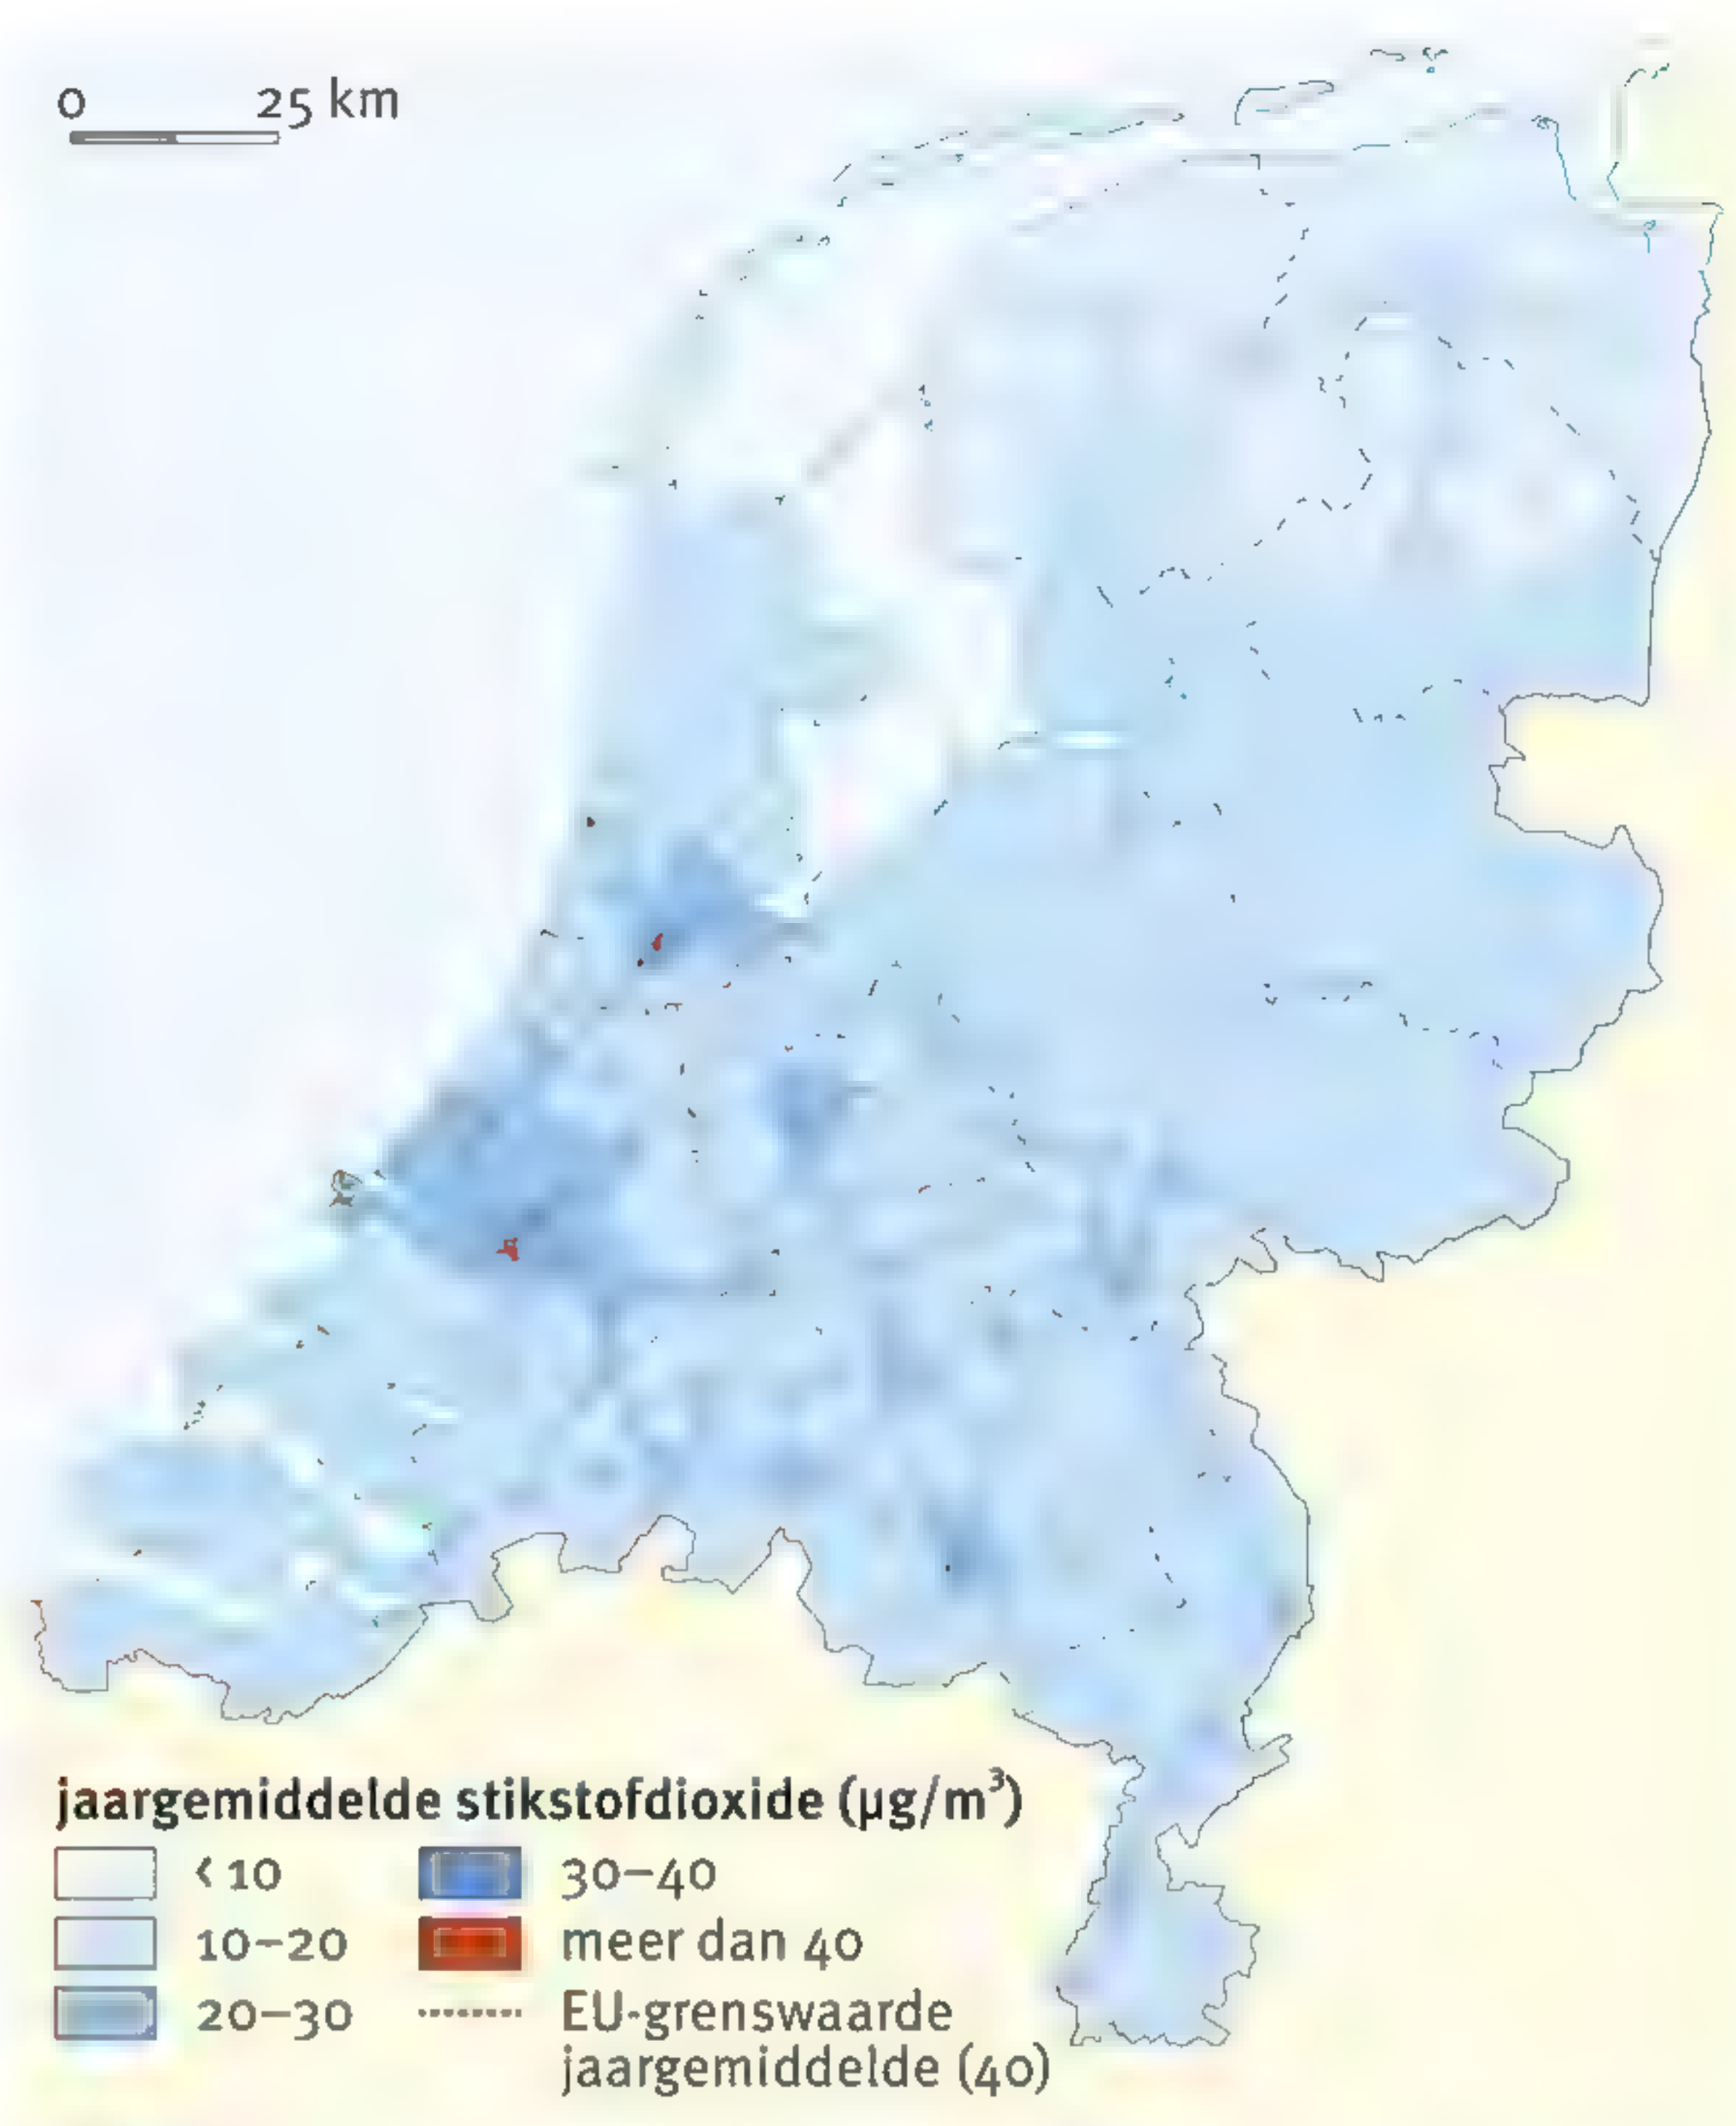 0 25 km
jaargemiddelde stikstofdioxide (µg/m³)
< 10
10–20
20–30
30–40
meer dan 40
EU-grenswaarde
jaargemiddelde (40)